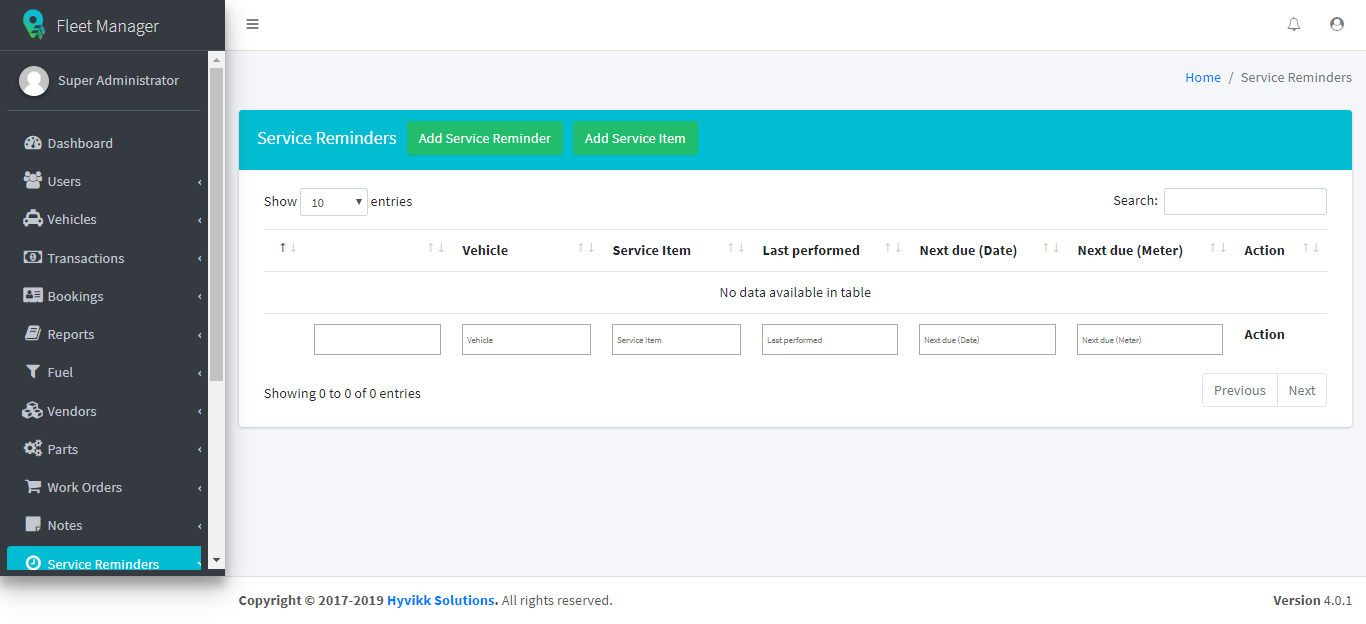 Fleet Manager
Super Administrator
Dashboard
Users
Vehicles
Transactions
Bookings
Reports
Fuel
Vendors
Parts
Work Orders
Notes
Service Reminders
Home / Service Reminders
Service Reminders Add Service Reminder Add Service Item
Show 10 entries Search:
Vehicle Service Item Last performed Next due (Date) Next due (Meter) Action
No data available in table
Vehicle Service Item Last performed Next due (Date) Next due (Meter) Action
Showing 0 to 0 of 0 entries Previous Next
Copyright © 2017-2019 Hyvikk Solutions. All rights reserved. Version 4.0.1